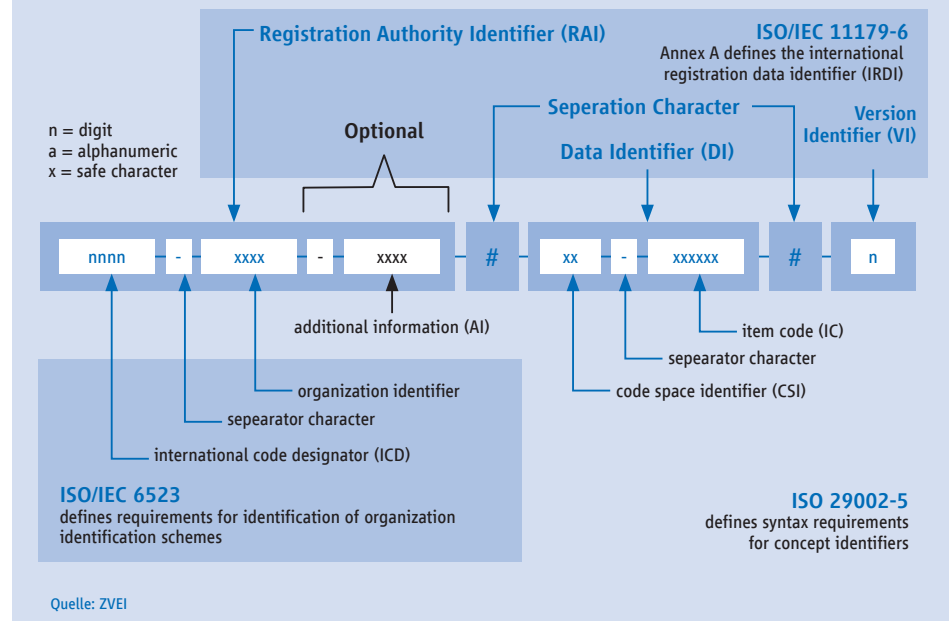 Registration Authority Identifier (RAI)
ISO/IEC 11179-6
Annex A defines the international
registration data identifier (IRDI)
Seperation Character
Version
Identifier (VI)
n = digit
a = alphanumeric
x = safe character
Optional
Data Identifier (DI)
nnnn - xxxx - xxxx # xx - xxxxxx # n
additional information (AI)
item code (IC)
sepearator character
code space identifier (CSI)
organization identifier
sepearator character
international code designator (ICD)
ISO/IEC 6523
defines requirements for identification of organization
identification schemes
ISO 29002-5
defines syntax requirements
for concept identifiers
Quelle: ZVEI